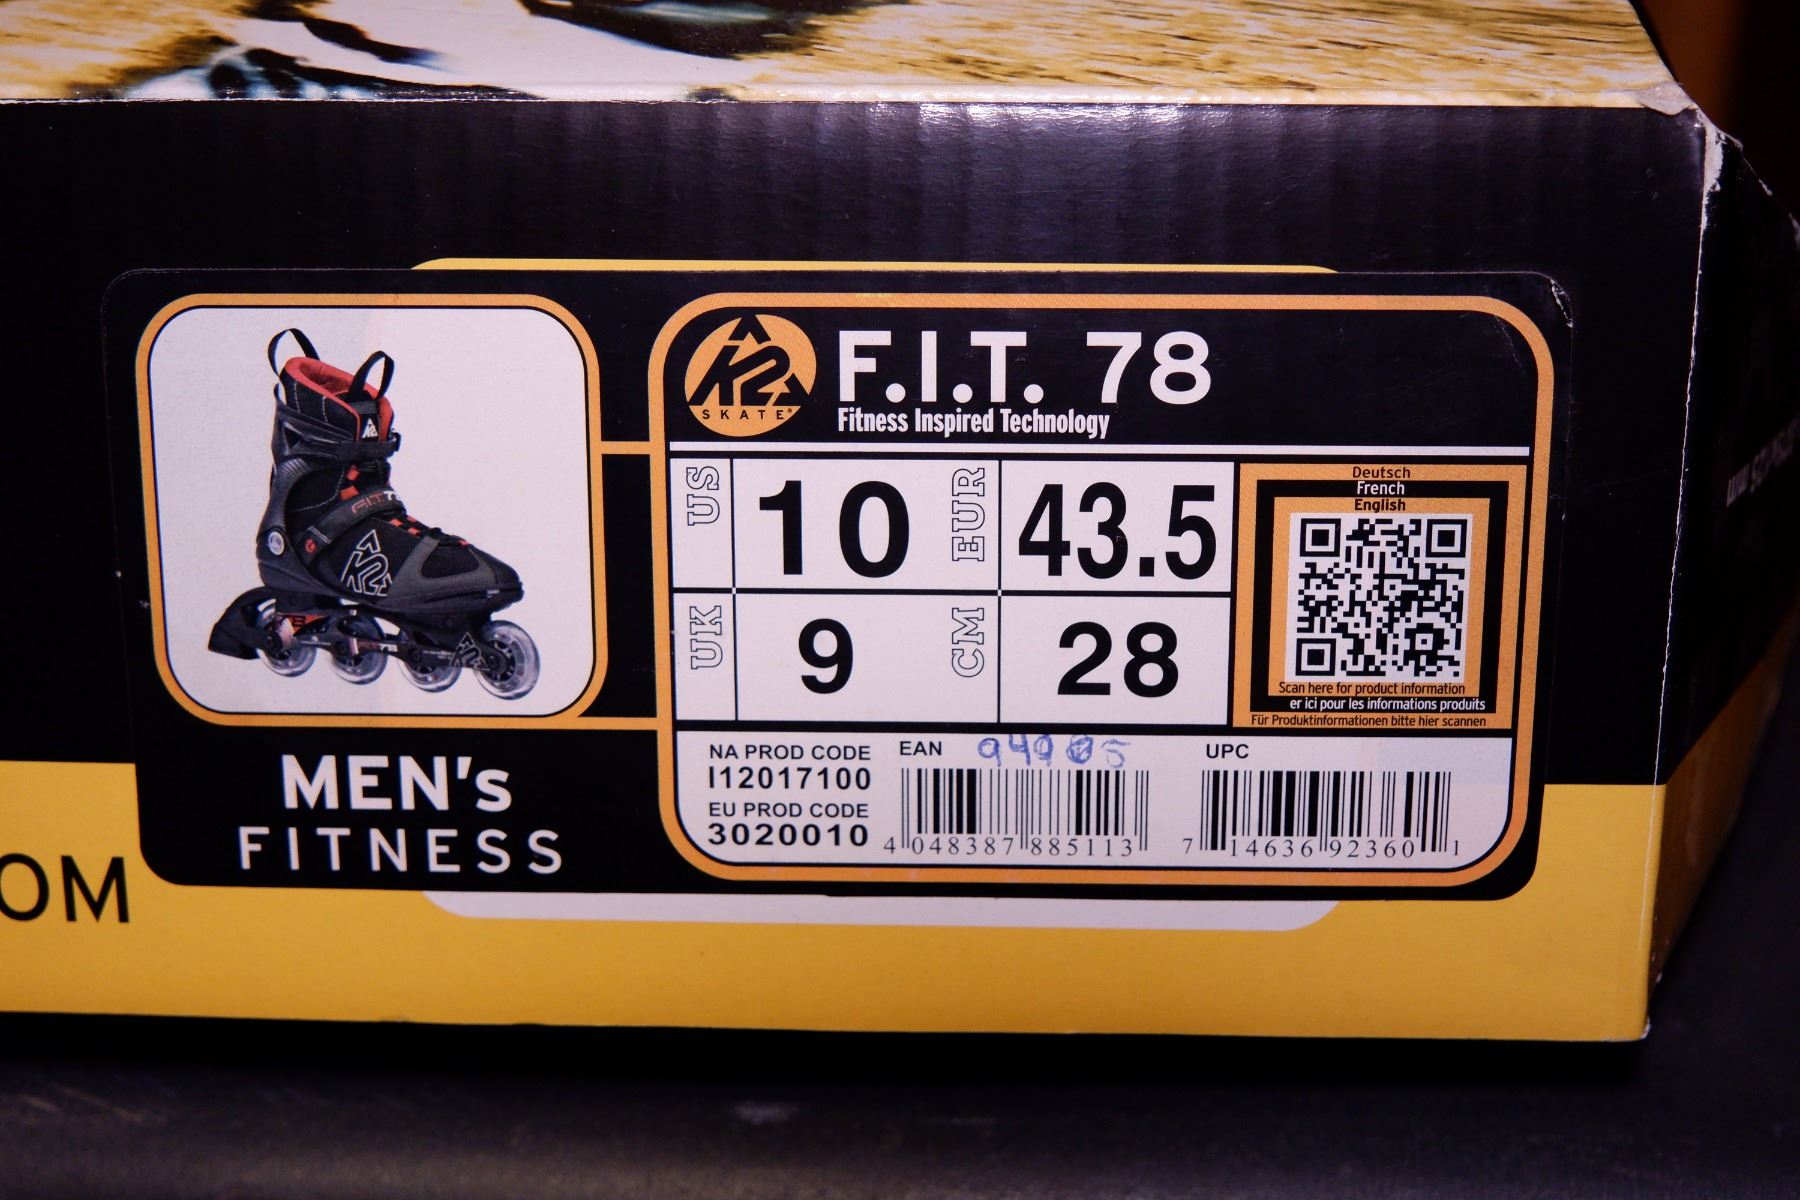 K2
SKATE
F.I.T. 78
Fitness Inspired Technology
US 10 EUR 43.5
UK 9 CM 28
Deutsch
French
English
Scan here for product information
er ici pour les informations produits
Für Produktinformationen bitte hier scannen
K2
K2
MEN's
FITNESS
NA PROD CODE
I12017100
EU PROD CODE
3020010
EAN
4 048387 885113
UPC
7 14636 92360 1
OM